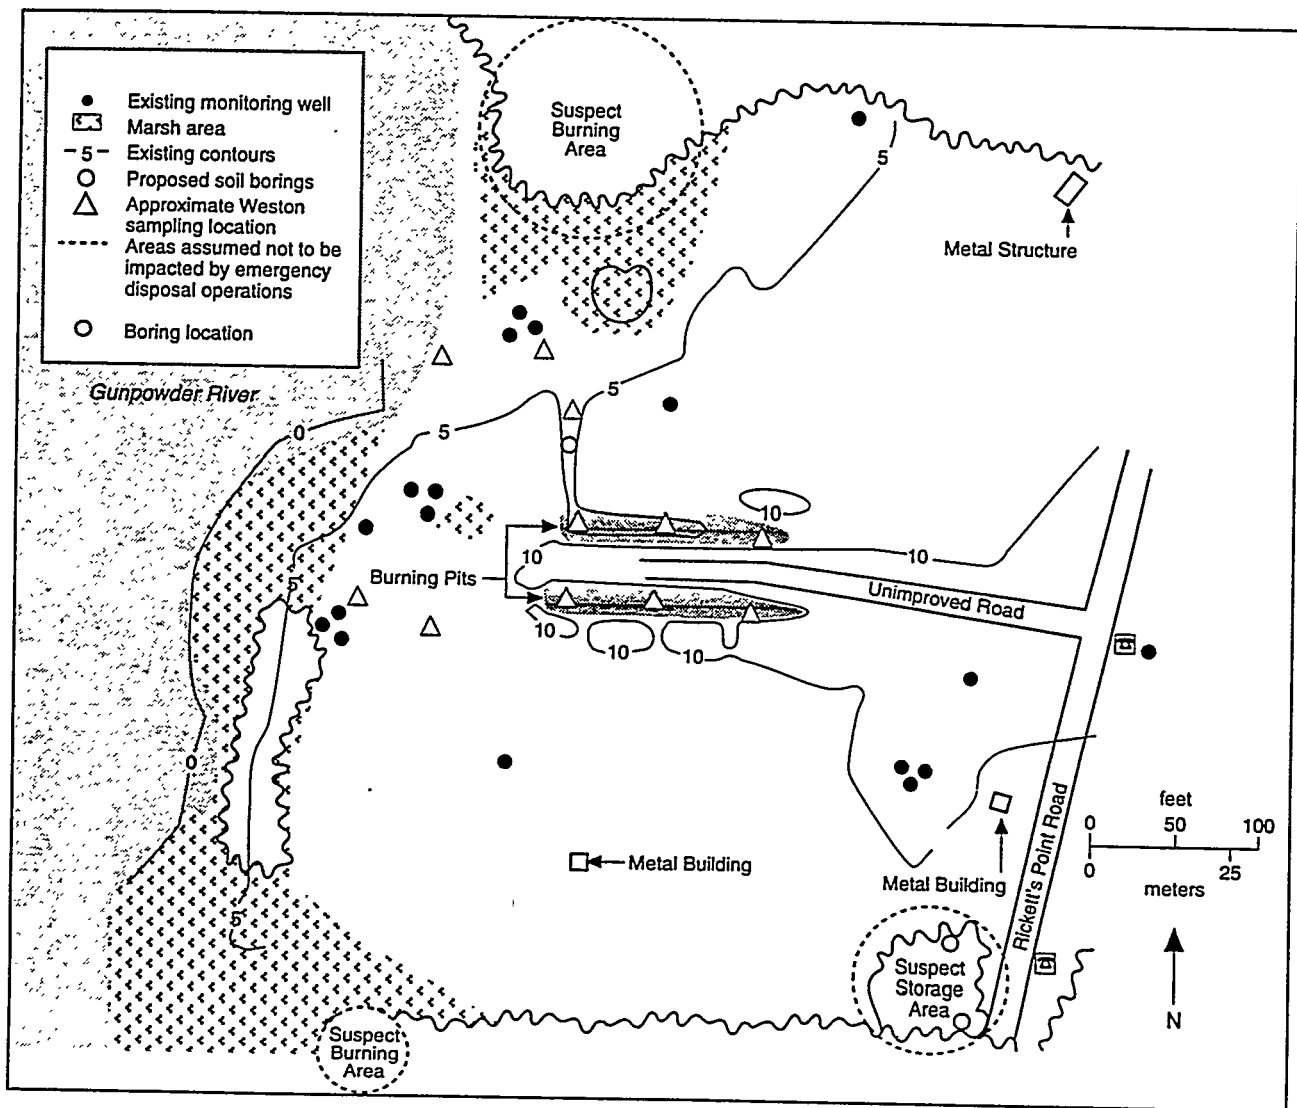 Existing monitoring well
Marsh area
5
Existing contours
Proposed soil borings
Approximate Weston
sampling location
Areas assumed not to be
impacted by emergency
disposal operations
Boring location
Suspect
Burning
Area
5
Metal Structure
Gunpowder River
0
5
5
10
10
10
Burning Pits
Unimproved Road
5
10
10
10
0
feet
0 50 100
0 25
meters
Rickett's Point Road
Metal Building
Metal Building
5
Suspect
Storage
Area
N
Suspect
Burning
Area